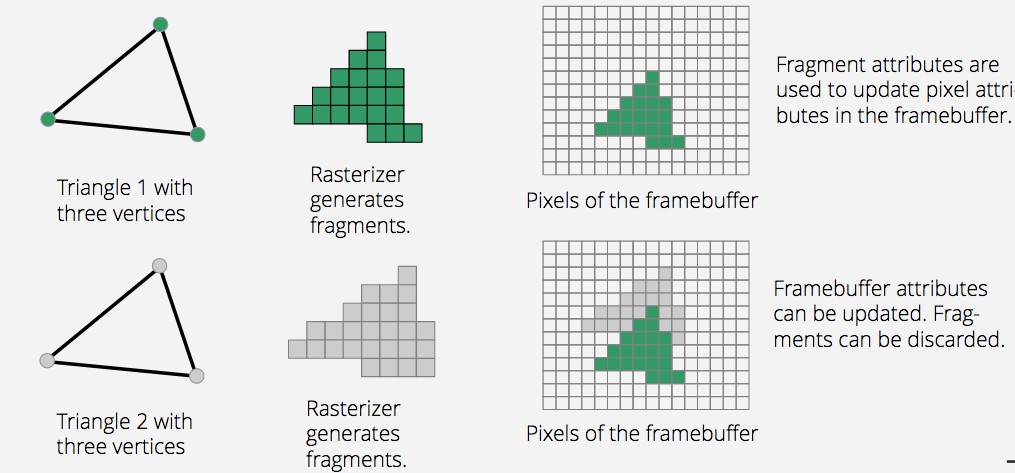 Triangle 1 with
three vertices
Rasterizer
generates
fragments.
Pixels of the framebuffer
Fragment attributes are
used to update pixel attri-
butes in the framebuffer.
Triangle 2 with
three vertices
Rasterizer
generates
fragments.
Pixels of the framebuffer
Framebuffer attributes
can be updated. Frag-
ments can be discarded.